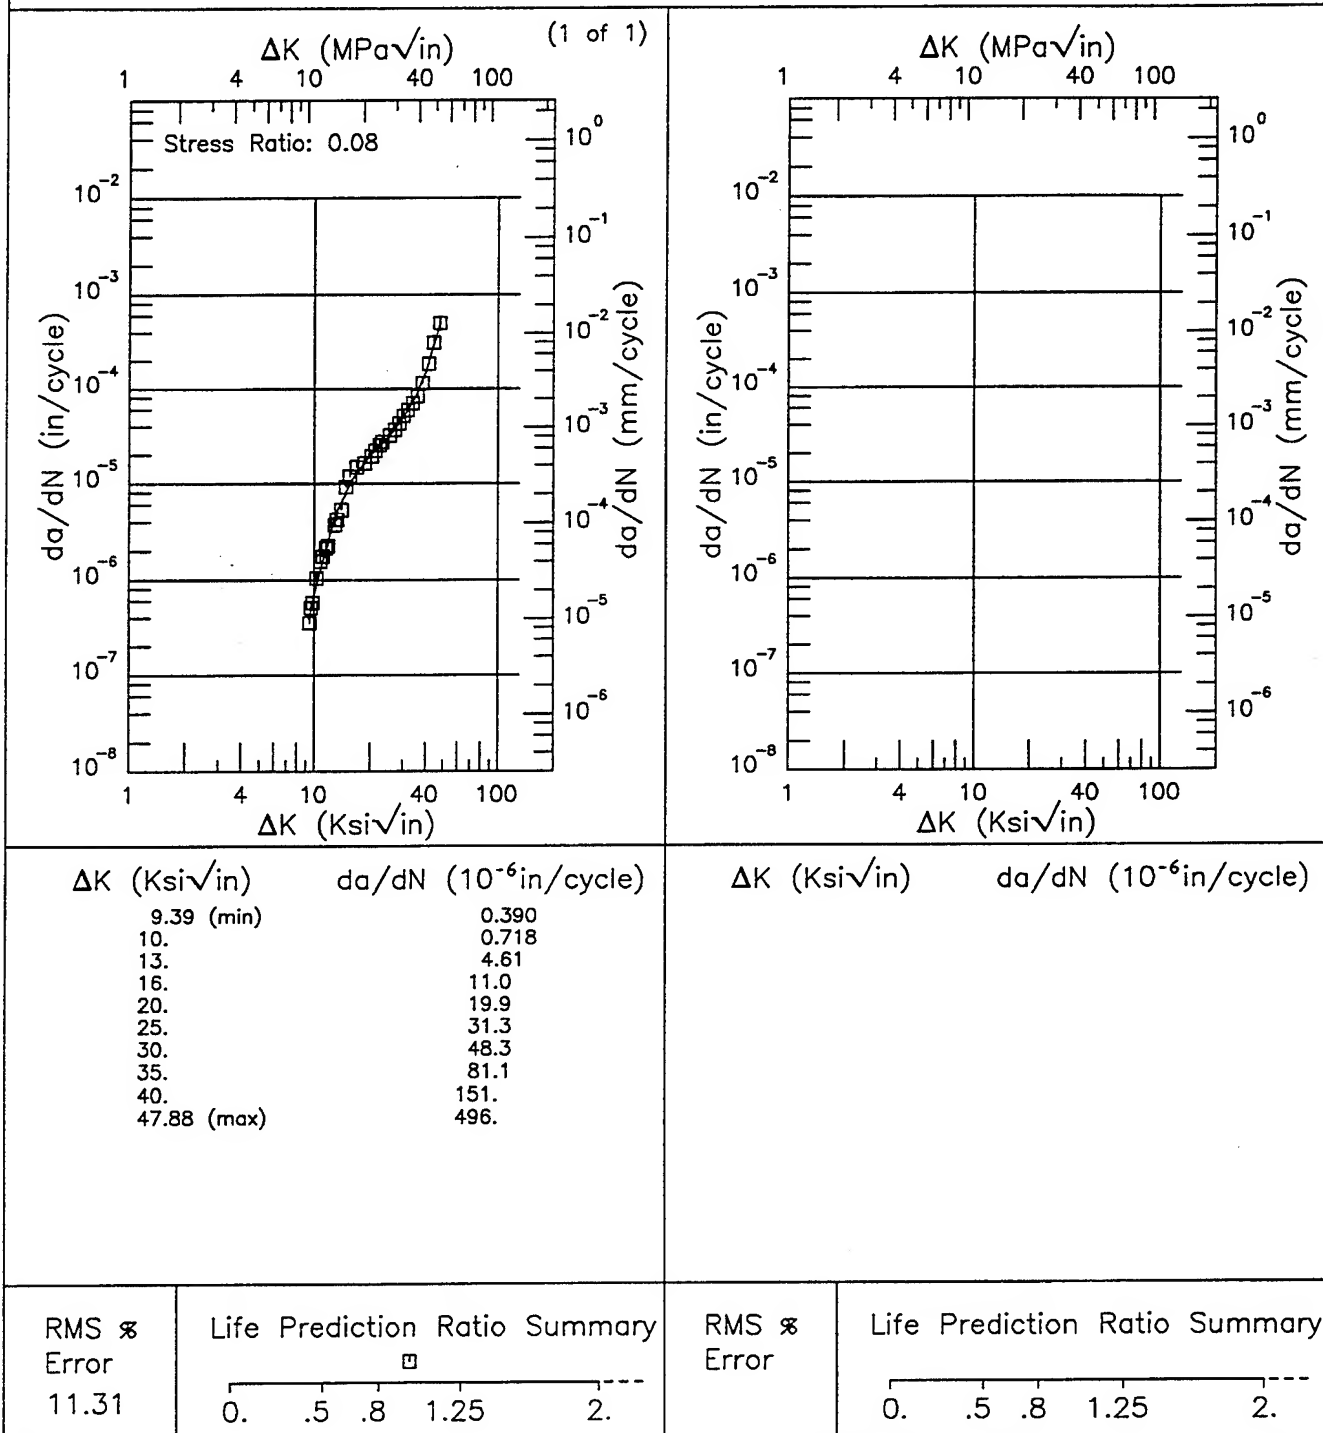 (1 of 1)
ΔK (MPa√in)
1 4 10 40 100
Stress Ratio: 0.08
10⁻²
10⁻³
10⁻⁴
10⁻⁵
10⁻⁶
10⁻⁷
10⁻⁸
da/dN (in/cycle)
10⁰
10⁻¹
10⁻²
10⁻³
10⁻⁴
10⁻⁵
10⁻⁶
da/dN (mm/cycle)
1 4 10 40 100
ΔK (Ksi√in)
ΔK (MPa√in)
1 4 10 40 100
10⁻²
10⁻³
10⁻⁴
10⁻⁵
10⁻⁶
10⁻⁷
10⁻⁸
da/dN (in/cycle)
10⁰
10⁻¹
10⁻²
10⁻³
10⁻⁴
10⁻⁵
10⁻⁶
da/dN (mm/cycle)
1 4 10 40 100
ΔK (Ksi√in)
ΔK (Ksi√in) da/dN (10⁻⁶in/cycle)
9.39 (min) 0.390
10. 0.718
13. 4.61
16. 11.0
20. 19.9
25. 31.3
30. 48.3
35. 81.1
40. 151.
47.88 (max) 496.
ΔK (Ksi√in) da/dN (10⁻⁶in/cycle)
RMS %
Error
11.31
Life Prediction Ratio Summary
0. .5 .8 1.25 2.
RMS %
Error
Life Prediction Ratio Summary
0. .5 .8 1.25 2.